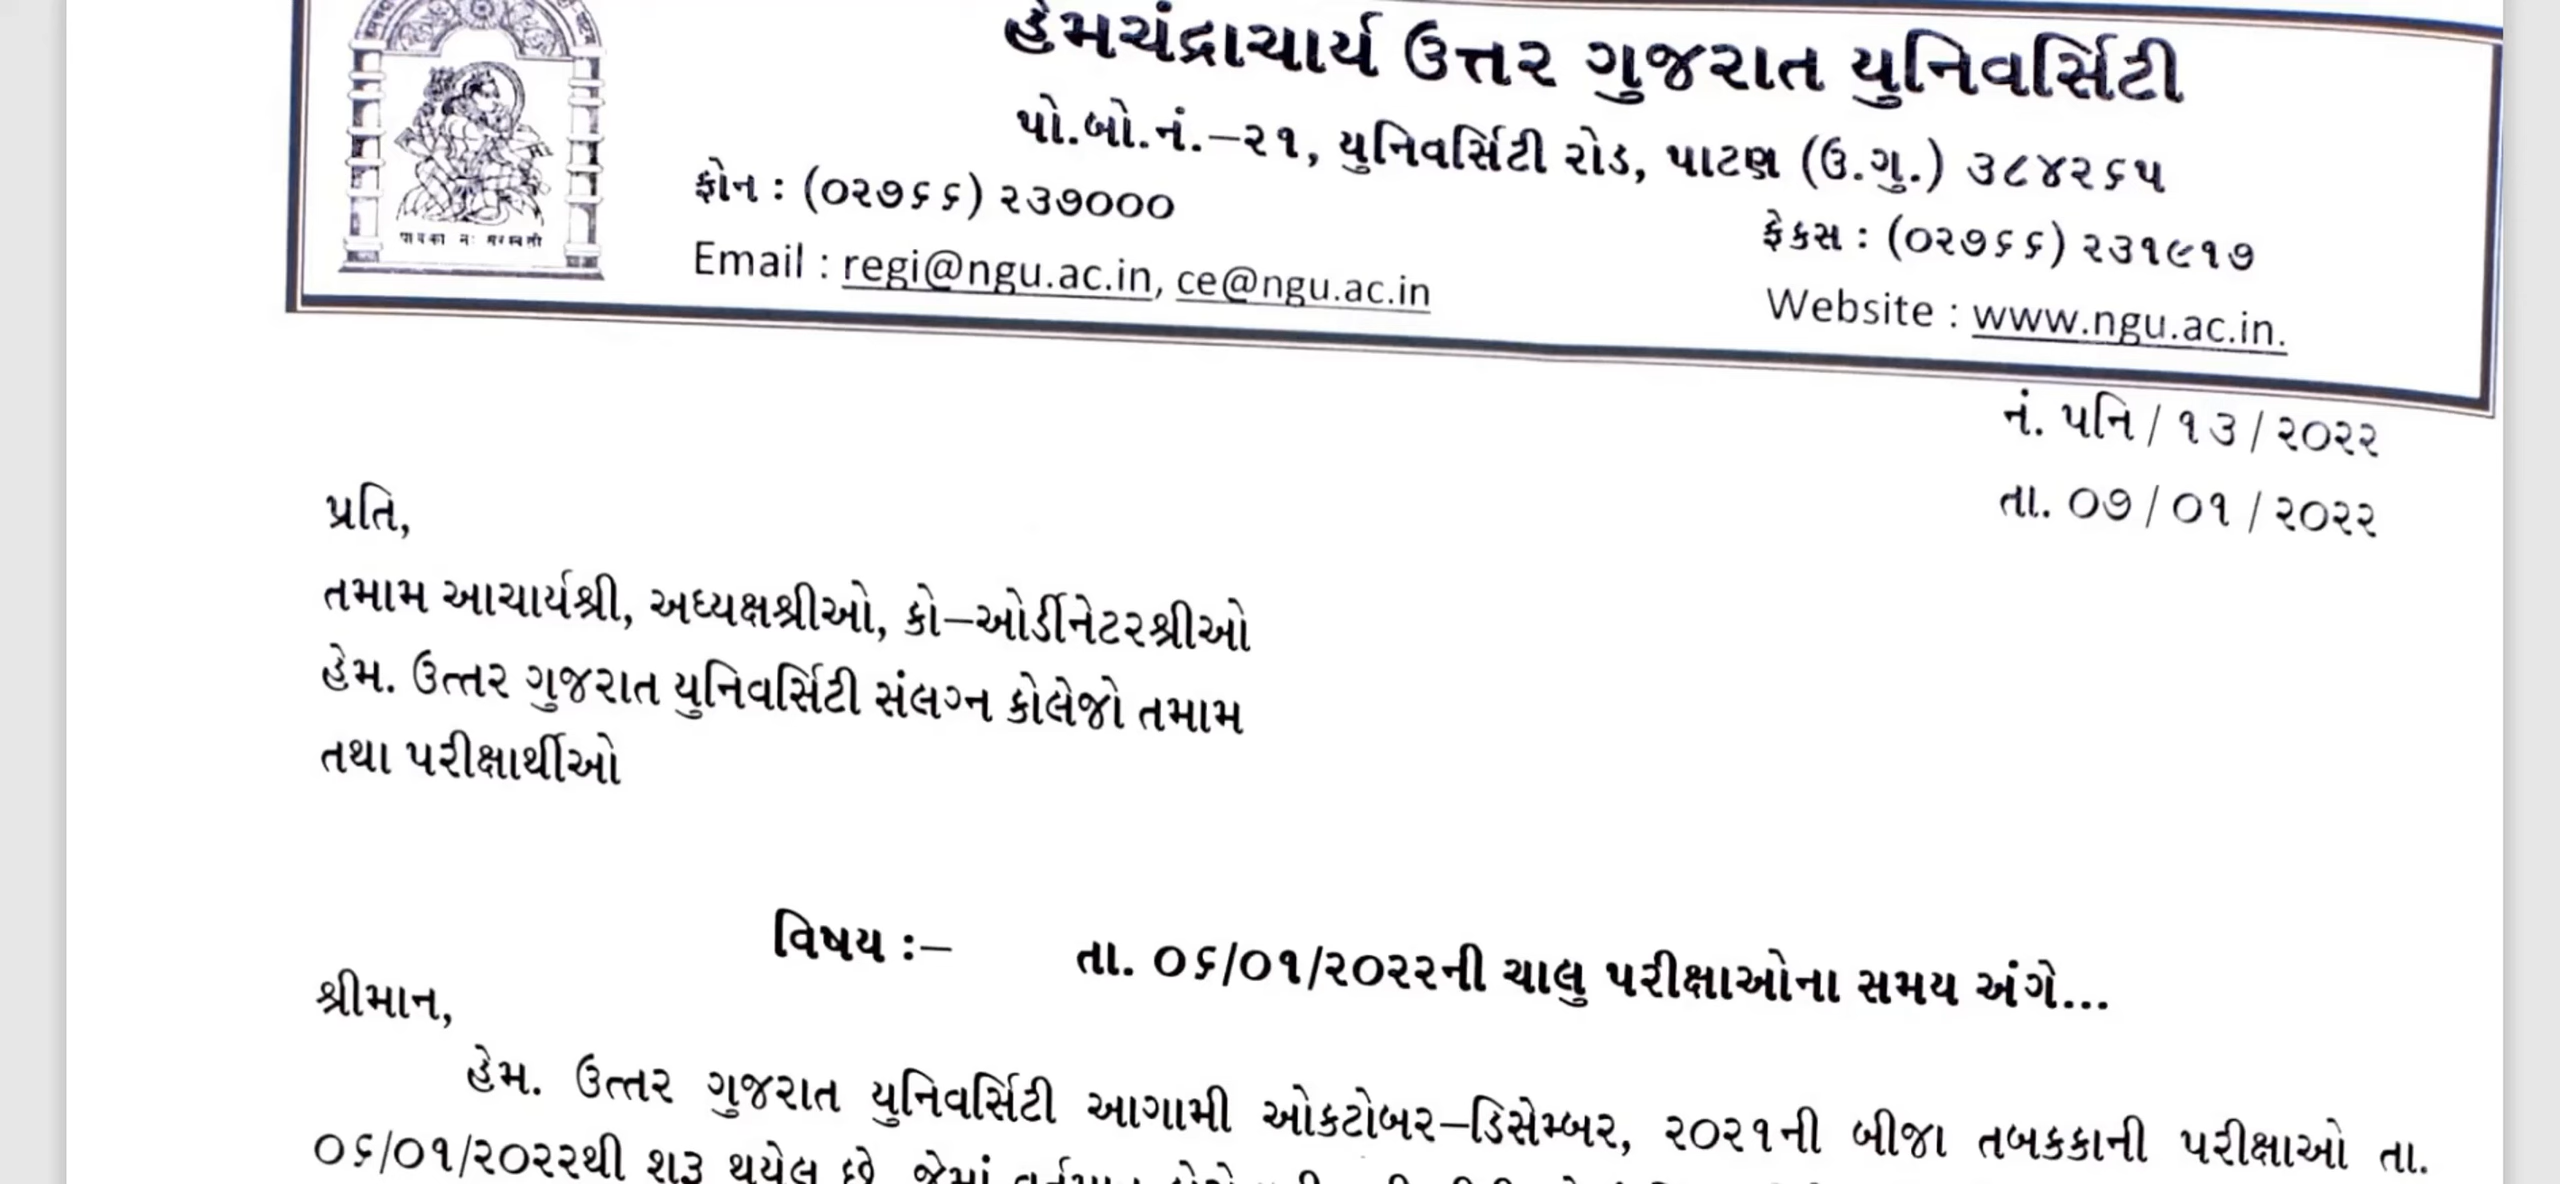 હેમચંદ્રાચાર્ય ઉત્તર ગુજરાત યુનિવર્સિટી
પો.બો.નં.–૨૧, યુનિવર્સિટી રોડ, પાટણ (ઉ.ગુ.) ૩૮૪૨૬૫
ફોન : (૦૨૭૬૬) ૨૩૭૦૦૦
ફેકસ : (૦૨૭૬૬) ૨૩૧૯૧૭
Email : regi@ngu.ac.in, ce@ngu.ac.in
Website : www.ngu.ac.in.
નં. પનિ / ૧૩ / ૨૦૨૨
તા. ૦૭ / ૦૧ / ૨૦૨૨
પ્રતિ,
તમામ આચાર્યશ્રી, અધ્યક્ષશ્રીઓ, કો–ઓર્ડીનેટરશ્રીઓ
હેમ. ઉત્તર ગુજરાત યુનિવર્સિટી સંલગ્ન કોલેજો તમામ
તથા પરીક્ષાર્થીઓ
વિષય :– તા. ૦૬/૦૧/૨૦૨૨ની ચાલુ પરીક્ષાઓના સમય અંગે...
શ્રીમાન,
હેમ. ઉત્તર ગુજરાત યુનિવર્સિટી આગામી ઓકટોબર–ડિસેમ્બર, ૨૦૨૧ની બીજા તબકકાની પરીક્ષાઓ તા.
૦૬/૦૧/૨૦૨૨થી શરૂ થયેલ છે. જેમાં